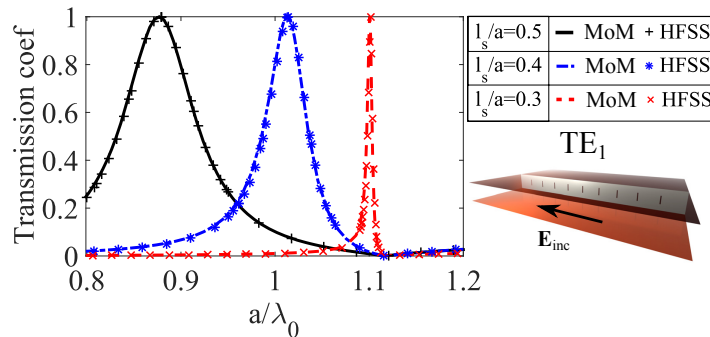 Transmission coef
1
0.8
0.6
0.4
0.2
0
0.8
0.9
1
1.1
1.2
a/λ0
ls/a=0.5 MoM + HFSS
ls/a=0.4 MoM * HFSS
ls/a=0.3 MoM × HFSS
TE1
Einc